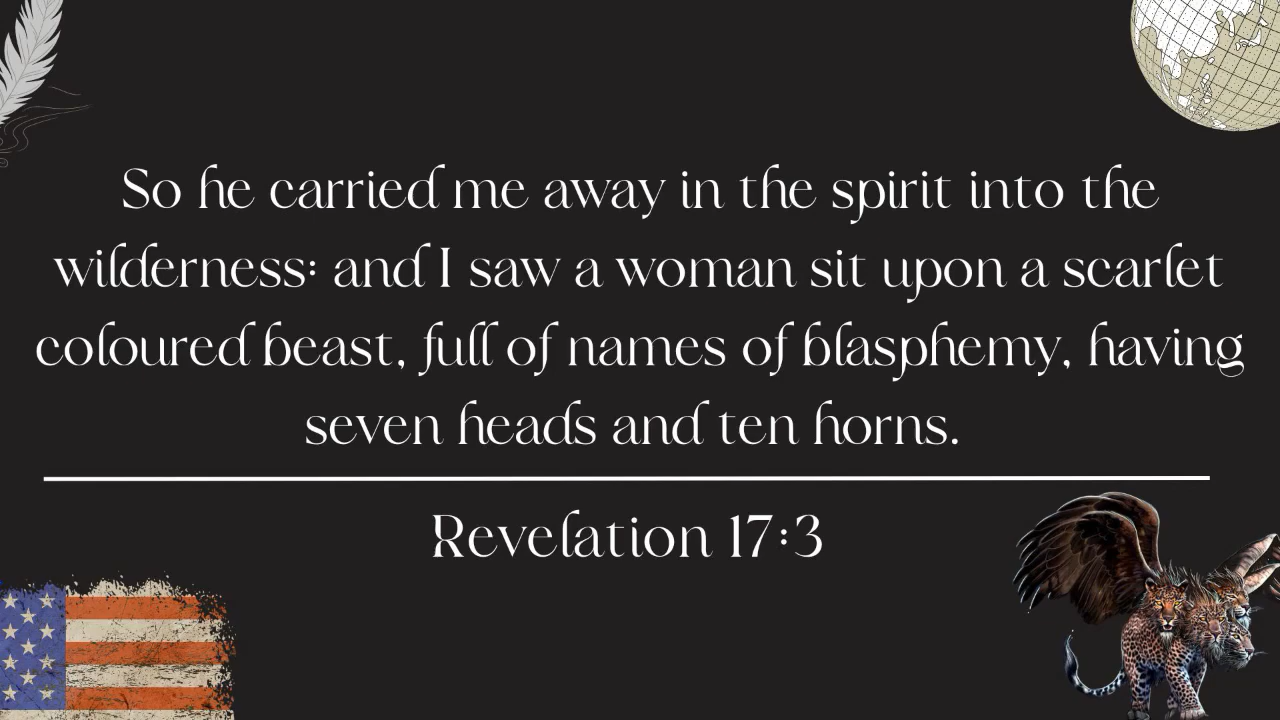 So he carried me away in the spirit into the
wilderness: and I saw a woman sit upon a scarlet
coloured beast, full of names of blasphemy, having
seven heads and ten horns.
Revelation 17:3